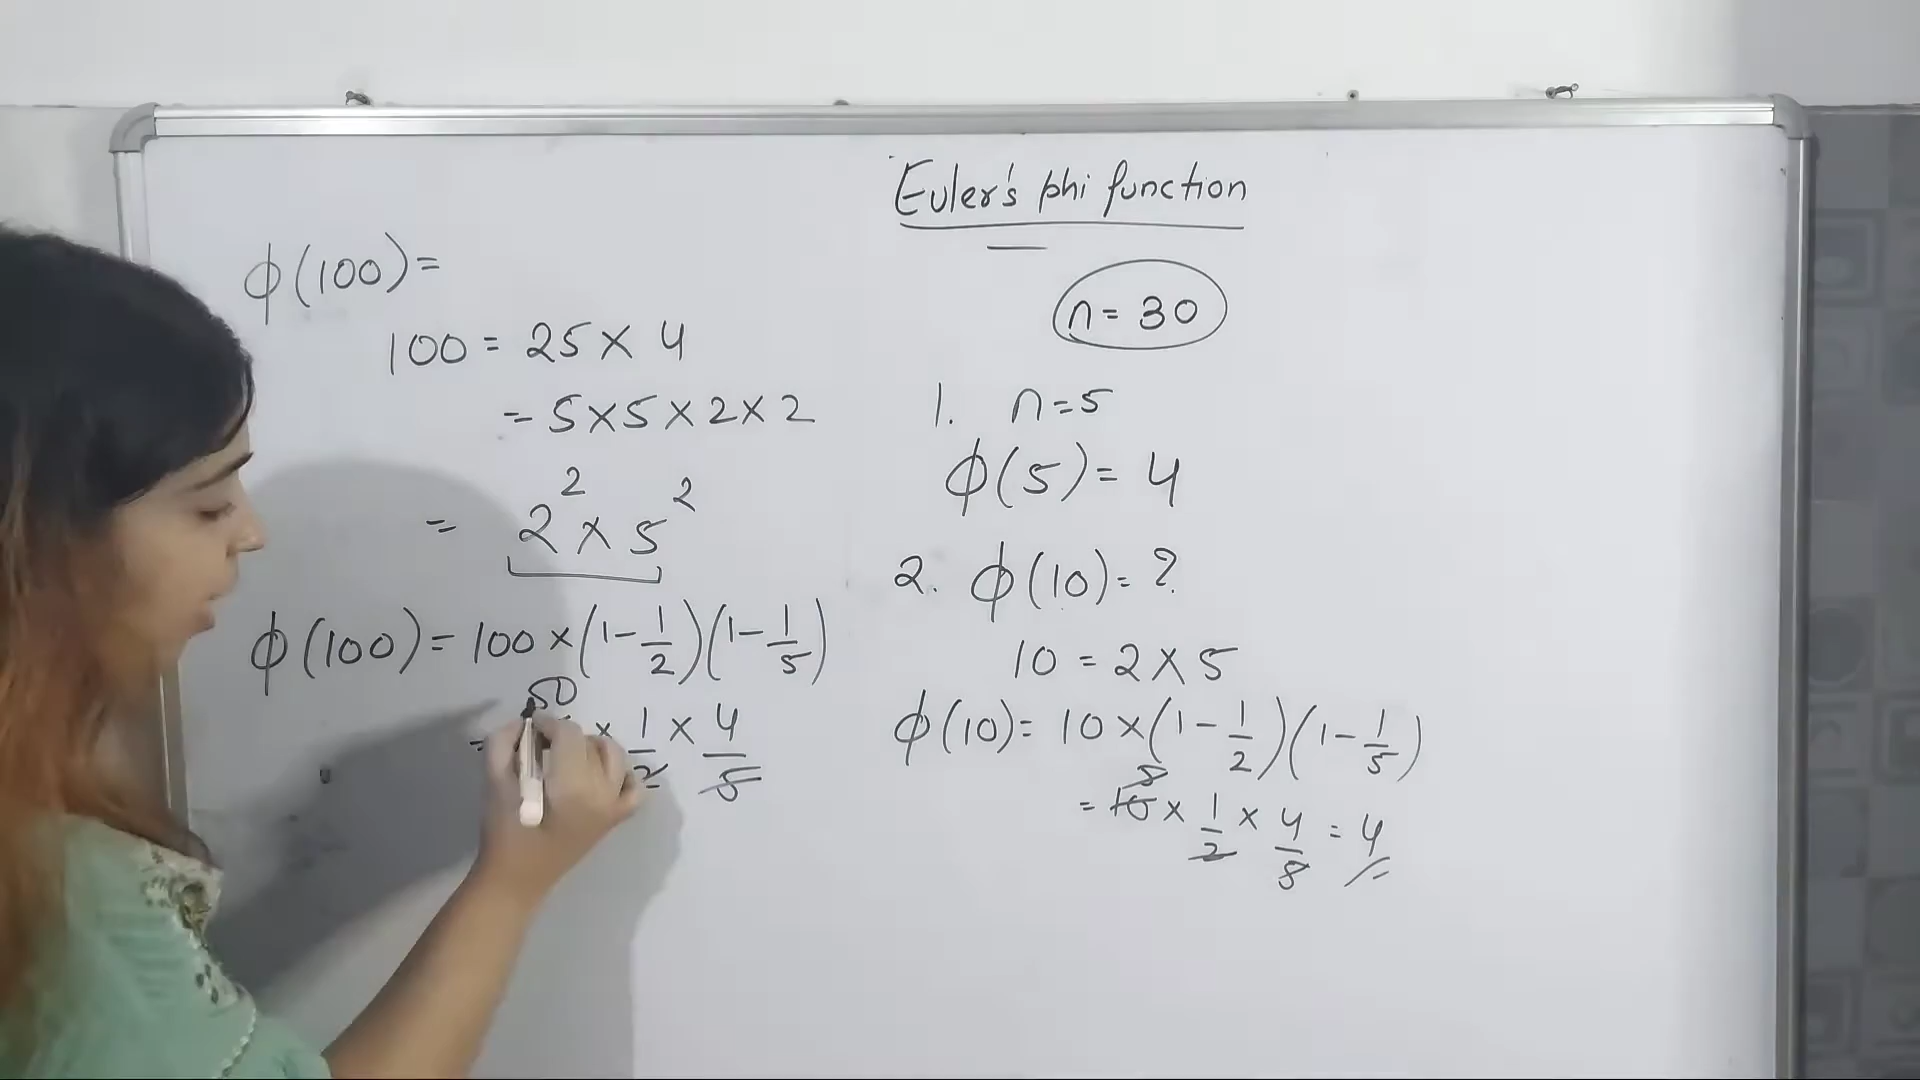 Euler's phi function
n = 30
ϕ(100) =
100 = 25 × 4
= 5 × 5 × 2 × 2
= 2² × 5²
ϕ(100) = 100 × (1 - 1/2)(1 - 1/5)
50
= × 1/2 × 4/5
1. n = 5
ϕ(5) = 4
2. ϕ(10) = ?
10 = 2 × 5
ϕ(10) = 10 × (1 - 1/2)(1 - 1/5)
5
= 10 × 1/2 × 4/5 = 4